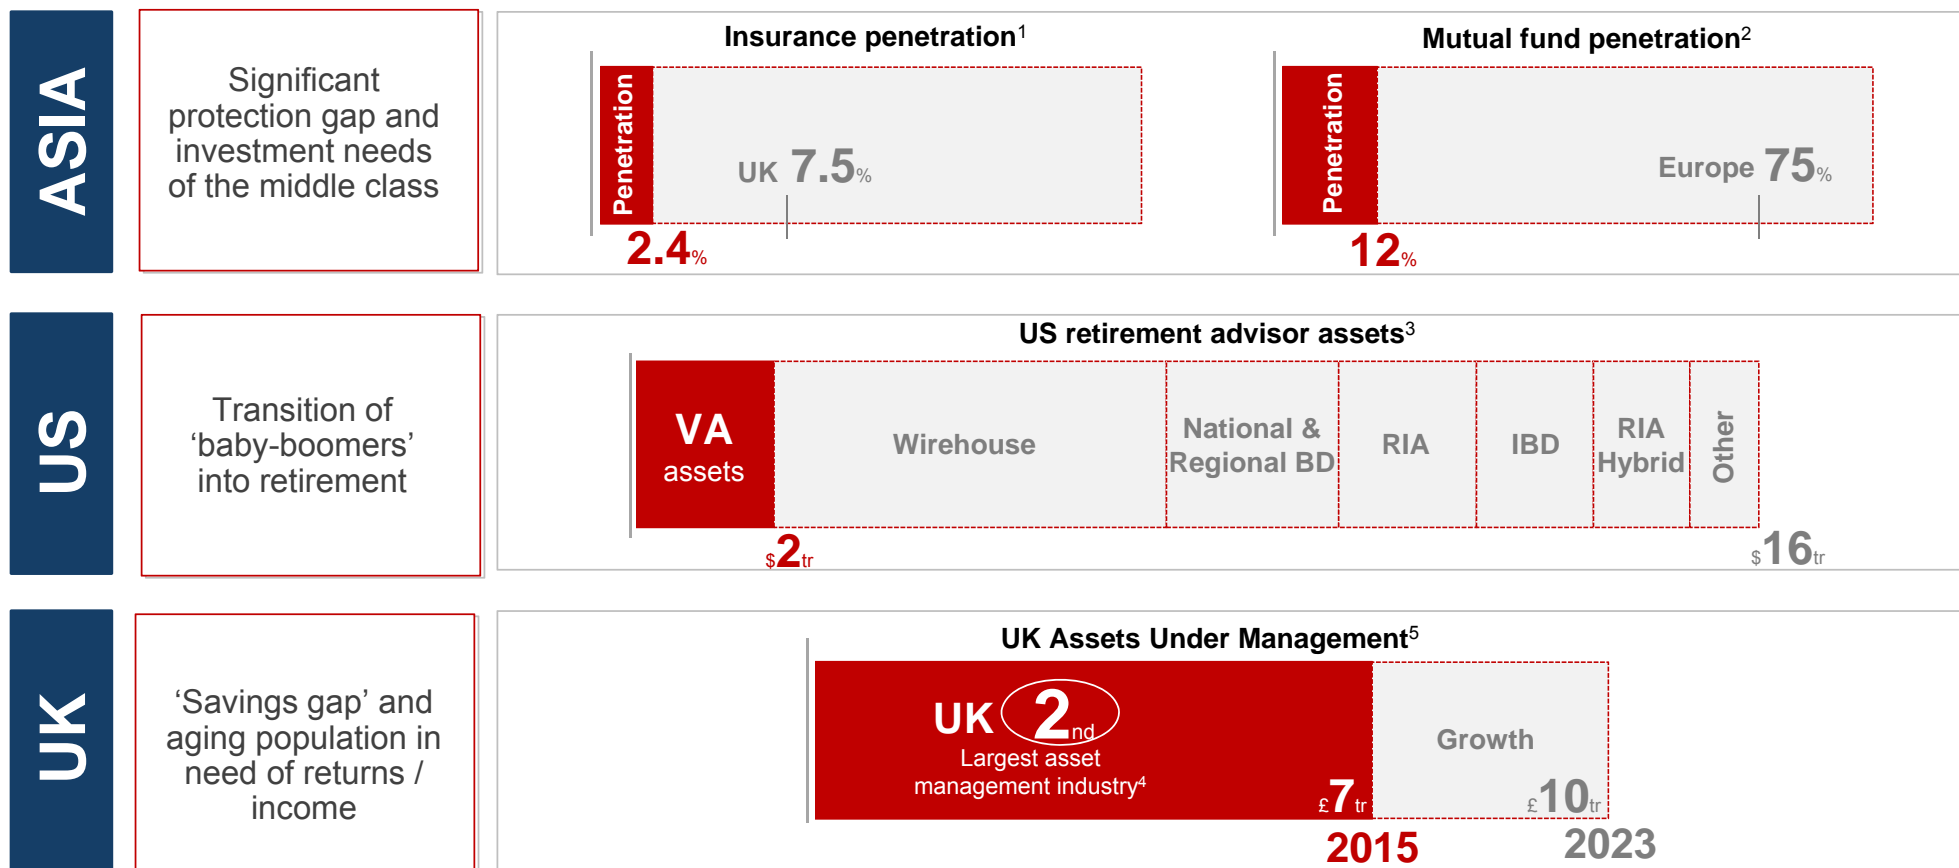 ASIA
Significant
protection gap and
investment needs
of the middle class
Insurance penetration1
Penetration
UK 7.5%
2.4%
Mutual fund penetration2
Penetration
Europe 75%
12%
US
Transition of
‘baby-boomers’
into retirement
US retirement advisor assets3
VA
assets
Wirehouse
National &
Regional BD
RIA
IBD
RIA
Hybrid
Other
$2tr
$16tr
UK
‘Savings gap’ and
aging population in
need of returns /
income
UK Assets Under Management5
UK 2nd
Largest asset
management industry4
£7tr
Growth
£10tr
2015
2023